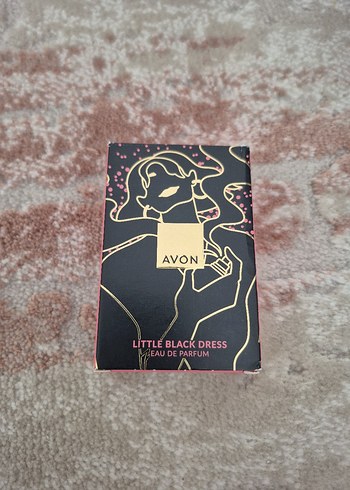 AVON
LITTLE BLACK DRESS
EAU DE PARFUM